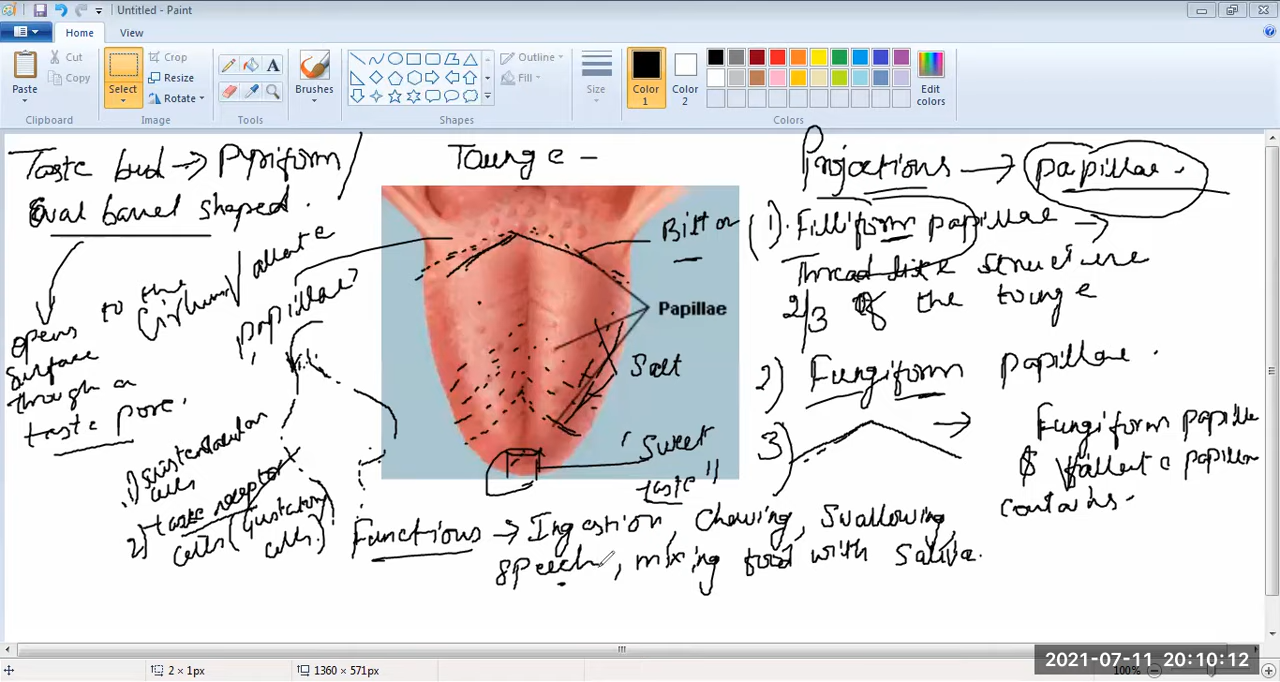 Untitled - Paint
Home
View
Paste
Cut
Copy
Clipboard
Select
Crop
Resize
Rotate
Image
Tools
Brushes
Shapes
Outline
Fill
Size
Color 1
Color 2
Edit colors
Colors
Taste bud → Pyriform /
Oval barrel shaped.
opens to the
surface
through a
taste pore.
papillae
1) sustentacular
cells
2) taste receptor
cells (Gustatory
cells.)
Tounge -
Bitter
Papillae
Salt
"Sweet
taste"
Projections → papillae.
(1). Filliform papillae →
Thread like structure
2/3 of the tounge
2) Fungiform papillae.
3)
→ Fungiform papillae
& vallate papillae
contains.
Functions → Ingestion, Chewing, Swallowing,
speech, mixing food with Saliva.
2 × 1px
1360 × 571px
100%
2021-07-11 20:10:12